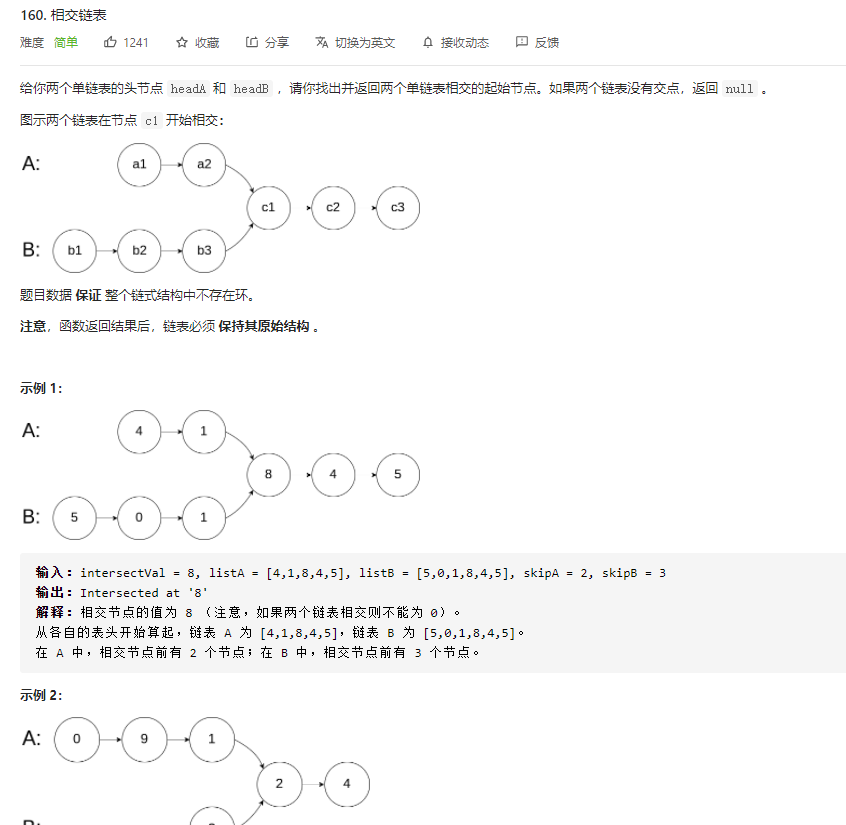 160. 相交链表
难度 简单 1241 收藏 分享 切换为英文 接收动态 反馈
给你两个单链表的头节点 headA 和 headB ，请你找出并返回两个单链表相交的起始节点。如果两个链表没有交点，返回 null 。
图示两个链表在节点 c1 开始相交：
A: a1 a2
c1 c2 c3
B: b1 b2 b3
题目数据 保证 整个链式结构中不存在环。
注意，函数返回结果后，链表必须 保持其原始结构 。
示例 1：
A: 4 1
8 4 5
B: 5 0 1
输入：intersectVal = 8, listA = [4,1,8,4,5], listB = [5,0,1,8,4,5], skipA = 2, skipB = 3
输出：Intersected at '8'
解释：相交节点的值为 8 （注意，如果两个链表相交则不能为 0）。
从各自的表头开始算起，链表 A 为 [4,1,8,4,5]，链表 B 为 [5,0,1,8,4,5]。
在 A 中，相交节点前有 2 个节点；在 B 中，相交节点前有 3 个节点。
示例 2：
A: 0 9 1
2 4